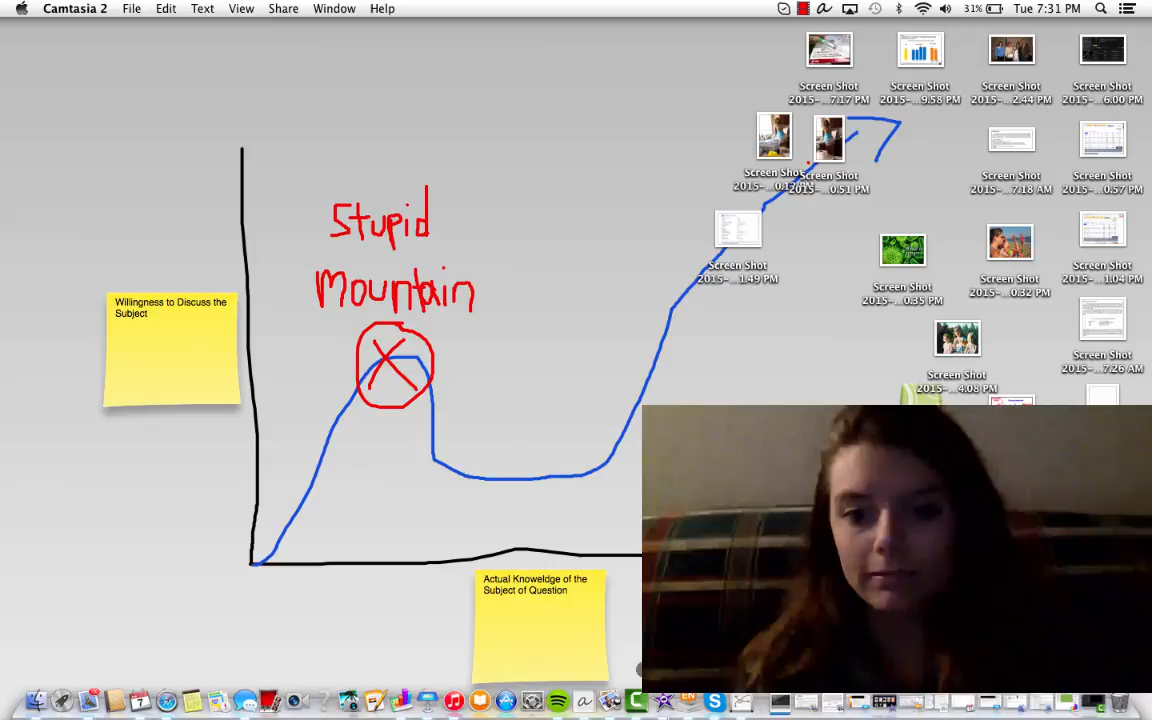 Camtasia 2 File Edit Text View Share Window Help
31% Tue 7:31 PM
Screen Shot
2015-...7.17 PM
Screen Shot
2015-...9.58 PM
Screen Shot
2015-...2.44 PM
Screen Shot
2015-...6.00 PM
Screen Shot
Screen Shot
2015-...0.51 PM
Screen Shot
2015-...7.18 AM
Screen Shot
2015-...0.57 PM
Stupid
Mountain
Screen Shot
2015-...1.49 PM
Screen Shot
2015-...0.35 PM
Screen Shot
2015-...0.32 PM
Screen Shot
2015-...1.04 PM
Willingness to Discuss the
Subject
Screen Shot
2015-...4:08 PM
Screen Shot
2015-...7.26 AM
Actual Knoweldge of the
Subject of Question